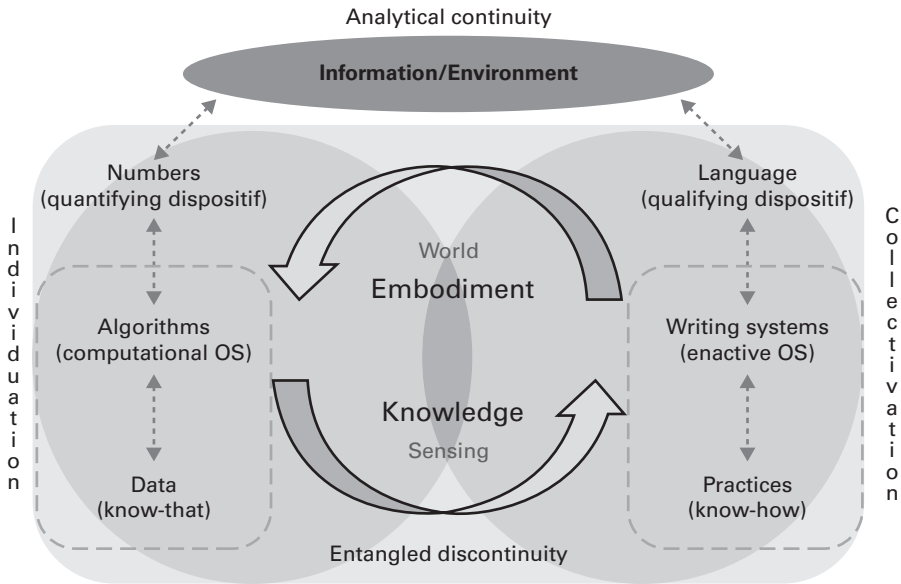 Analytical continuity
Information/Environment
Numbers
(quantifying dispositif)
Language
(qualifying dispositif)
Individuation
World
Embodiment
Collectivation
Algorithms
(computational OS)
Writing systems
(enactive OS)
Knowledge
Sensing
Data
(know-that)
Practices
(know-how)
Entangled discontinuity